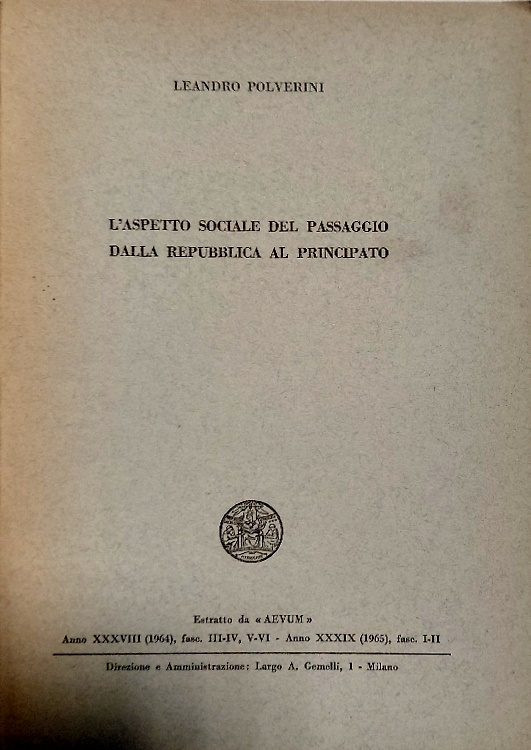 LEANDRO POLVERINI
L'ASPETTO SOCIALE DEL PASSAGGIO
DALLA REPUBBLICA AL PRINCIPATO
Estratto da « AEVUM »
Anno XXXVIII (1964), fasc. III-IV, V-VI - Anno XXXIX (1965), fasc. I-II
Direzione e Amministrazione: Largo A. Gemelli, 1 - Milano